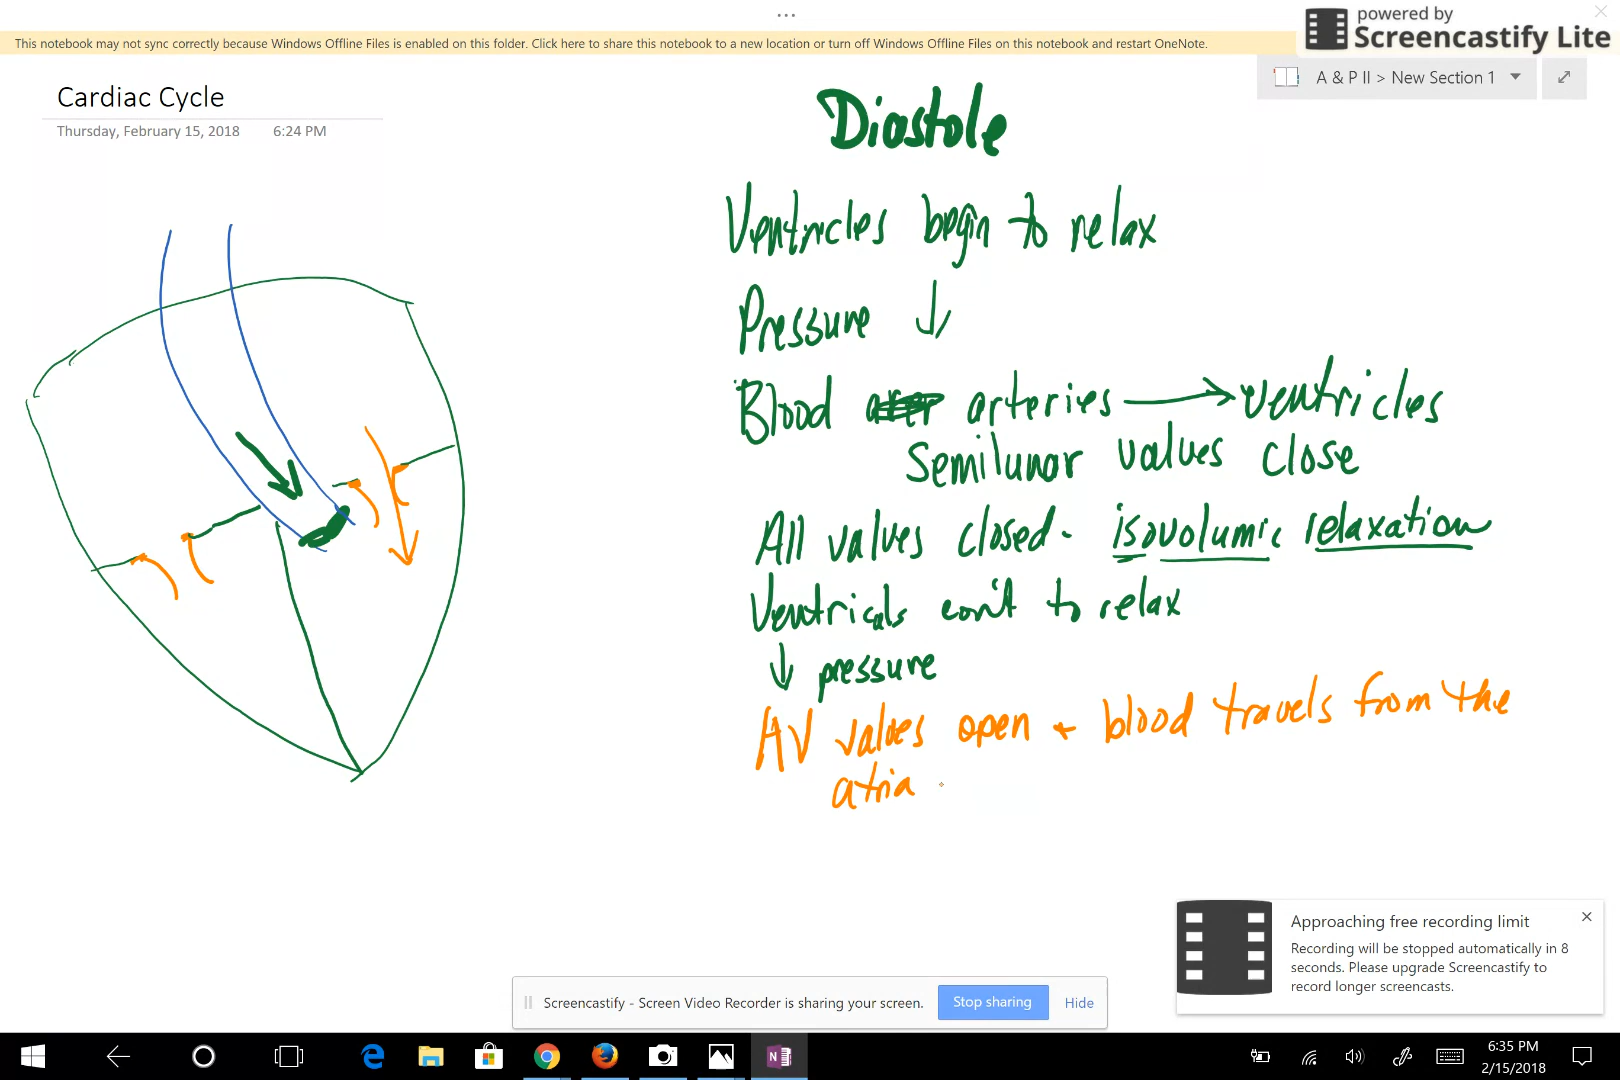 ...
powered by
Screencastify Lite
This notebook may not sync correctly because Windows Offline Files is enabled on this folder. Click here to share this notebook to a new location or turn off Windows Offline Files on this notebook and restart OneNote.
A & P II > New Section 1
Cardiac Cycle
Thursday, February 15, 2018 6:24 PM
Diastole
Ventricles begin to relax
Pressure ↓
Blood arteries → ventricles
Semilunar valves close
All valves closed - isovolumic relaxation
Ventricals con't to relax
↓ pressure
AV valves open + blood travels from the
atria
Approaching free recording limit
Recording will be stopped automatically in 8
seconds. Please upgrade Screencastify to
record longer screencasts.
Screencastify - Screen Video Recorder is sharing your screen. Stop sharing Hide
6:35 PM
2/15/2018